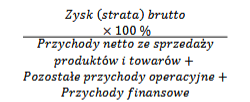 Zysk (strata) brutto
× 100 %
Przychody netto ze sprzedaży
produktów i towarów +
Pozostałe przychody operacyjne +
Przychody finansowe